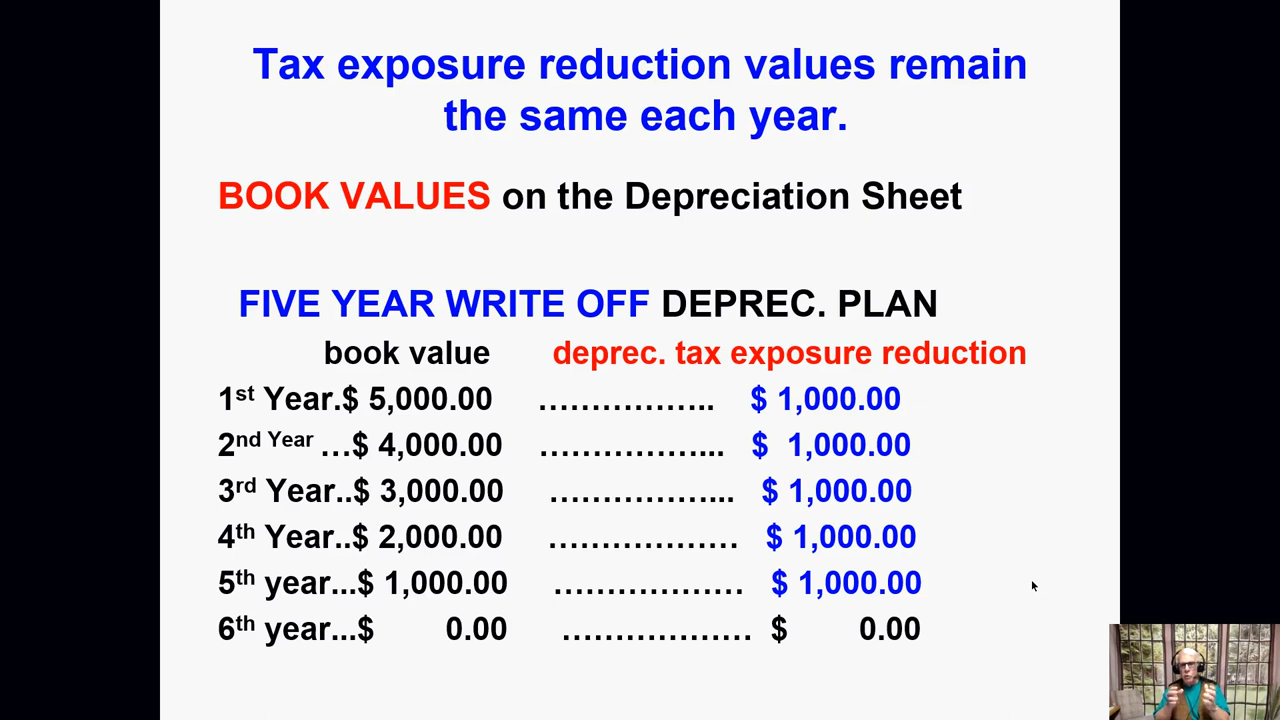 Tax exposure reduction values remain
the same each year.
BOOK VALUES on the Depreciation Sheet
FIVE YEAR WRITE OFF DEPREC. PLAN
book value deprec. tax exposure reduction
1st Year.$ 5,000.00 ……………….. $ 1,000.00
2nd Year …$ 4,000.00 ………………... $ 1,000.00
3rd Year..$ 3,000.00 ………………... $ 1,000.00
4th Year..$ 2,000.00 ……………… $ 1,000.00
5th year...$ 1,000.00 ……………… $ 1,000.00
6th year...$ 0.00 ……………… $ 0.00